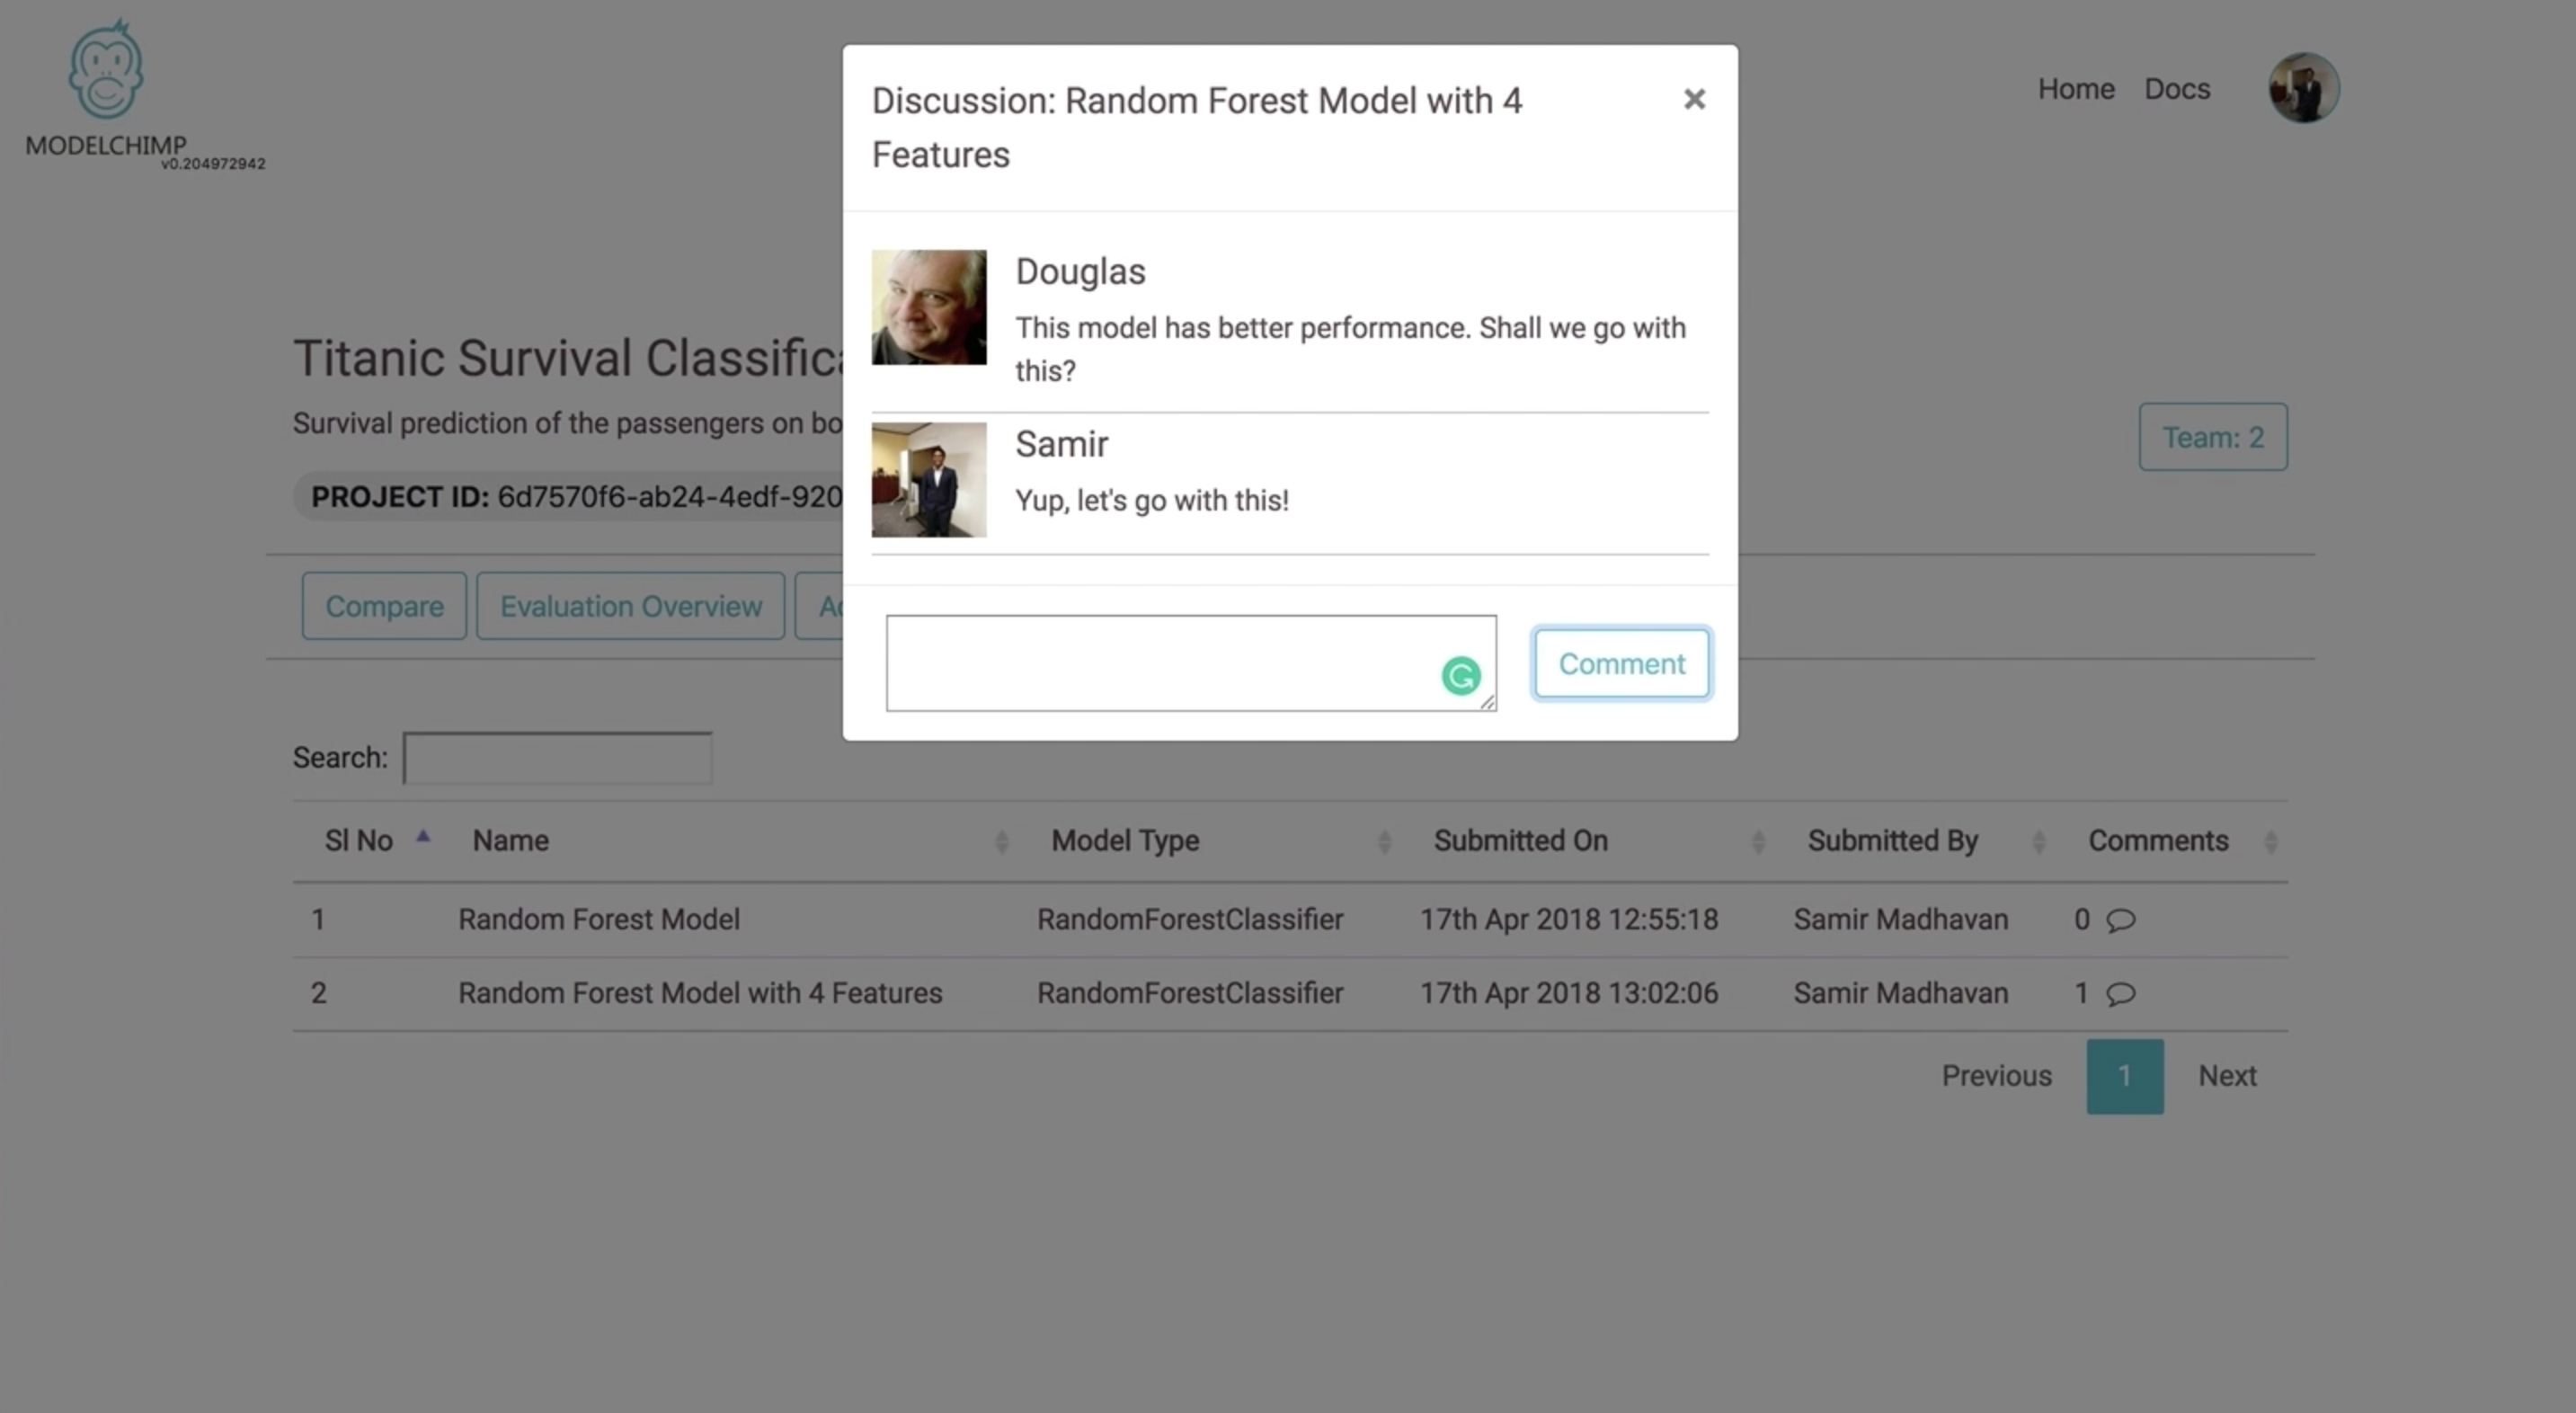 MODELCHIMP
v0.204972942
Home Docs
Discussion: Random Forest Model with 4
Features
Douglas
This model has better performance. Shall we go with
this?
Samir
Yup, let's go with this!
Comment
Titanic Survival
Survival prediction of the passengers on
Team: 2
PROJECT ID: 6d7570f6-ab24-4edf-920
Compare Evaluation Overview
Search:
Sl No Name Model Type Submitted On Submitted By Comments
1 Random Forest Model RandomForestClassifier 17th Apr 2018 12:55:18 Samir Madhavan 0
2 Random Forest Model with 4 Features RandomForestClassifier 17th Apr 2018 13:02:06 Samir Madhavan 1
Previous 1 Next